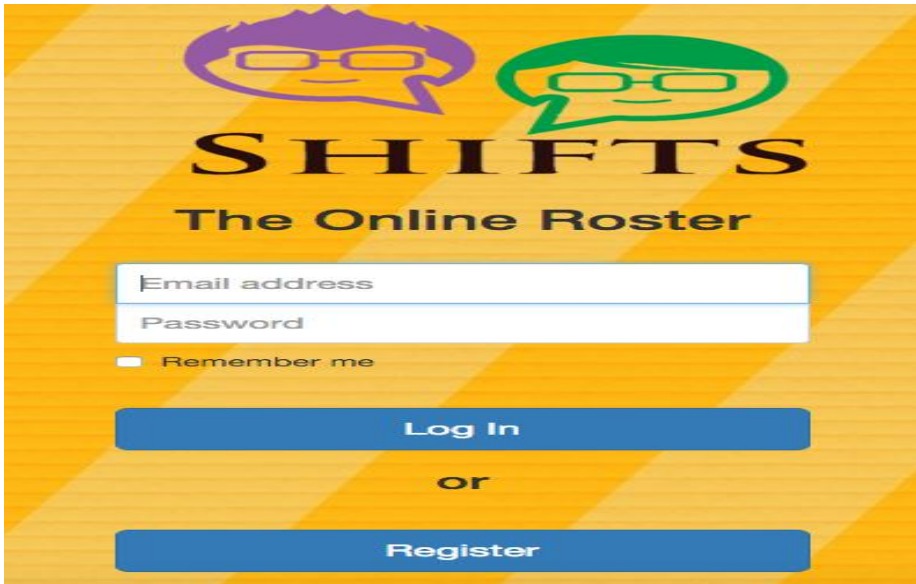 SHIFTS
The Online Roster
Email address
Password
Remember me
Log In
or
Register